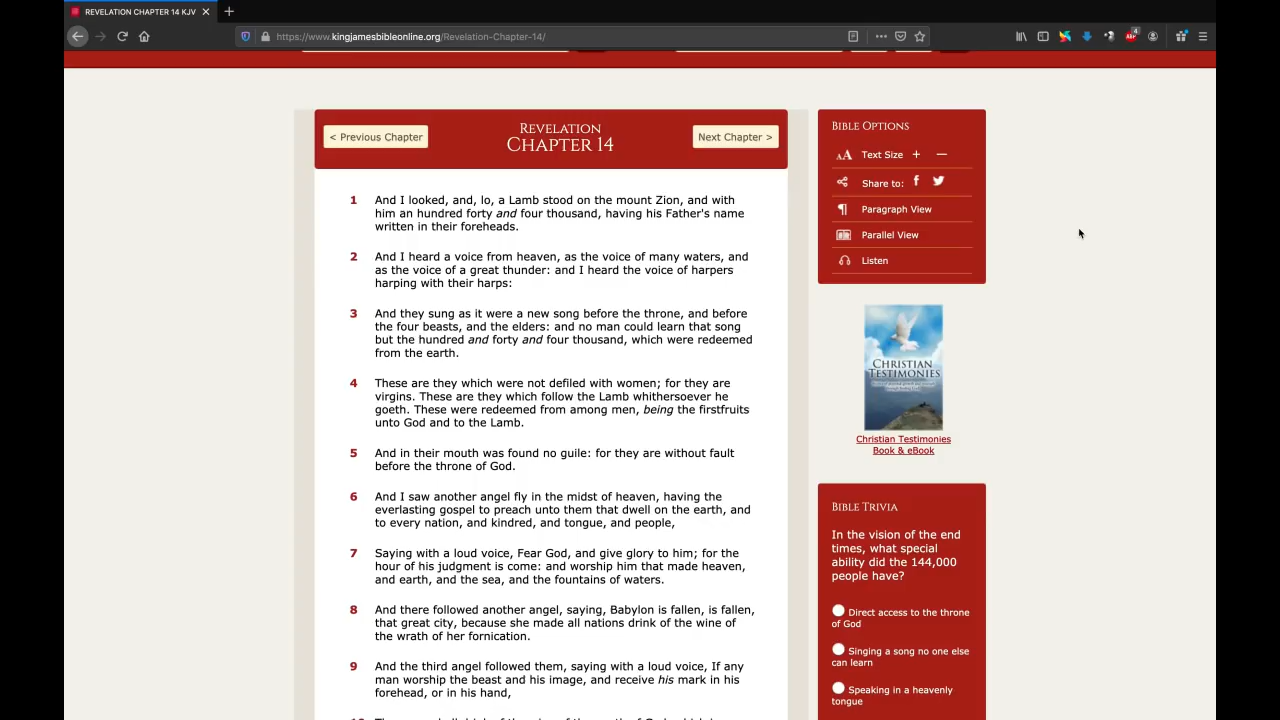 REVELATION CHAPTER 14 KJV
https://www.kingjamesbibleonline.org/Revelation-Chapter-14/
4
< Previous Chapter
REVELATION
CHAPTER 14
Next Chapter >
1 And I looked, and, lo, a Lamb stood on the mount Zion, and with
him an hundred forty and four thousand, having his Father's name
written in their foreheads.
2 And I heard a voice from heaven, as the voice of many waters, and
as the voice of a great thunder: and I heard the voice of harpers
harping with their harps:
3 And they sung as it were a new song before the throne, and before
the four beasts, and the elders: and no man could learn that song
but the hundred and forty and four thousand, which were redeemed
from the earth.
4 These are they which were not defiled with women; for they are
virgins. These are they which follow the Lamb whithersoever he
goeth. These were redeemed from among men, being the firstfruits
unto God and to the Lamb.
5 And in their mouth was found no guile: for they are without fault
before the throne of God.
6 And I saw another angel fly in the midst of heaven, having the
everlasting gospel to preach unto them that dwell on the earth, and
to every nation, and kindred, and tongue, and people,
7 Saying with a loud voice, Fear God, and give glory to him; for the
hour of his judgment is come: and worship him that made heaven,
and earth, and the sea, and the fountains of waters.
8 And there followed another angel, saying, Babylon is fallen, is fallen,
that great city, because she made all nations drink of the wine of
the wrath of her fornication.
9 And the third angel followed them, saying with a loud voice, If any
man worship the beast and his image, and receive his mark in his
forehead, or in his hand,
BIBLE OPTIONS
AA Text Size + –
Share to:
Paragraph View
Parallel View
Listen
CHRISTIAN
TESTIMONIES
Christian Testimonies
Book & eBook
BIBLE TRIVIA
In the vision of the end
times, what special
ability did the 144,000
people have?
Direct access to the throne
of God
Singing a song no one else
can learn
Speaking in a heavenly
tongue